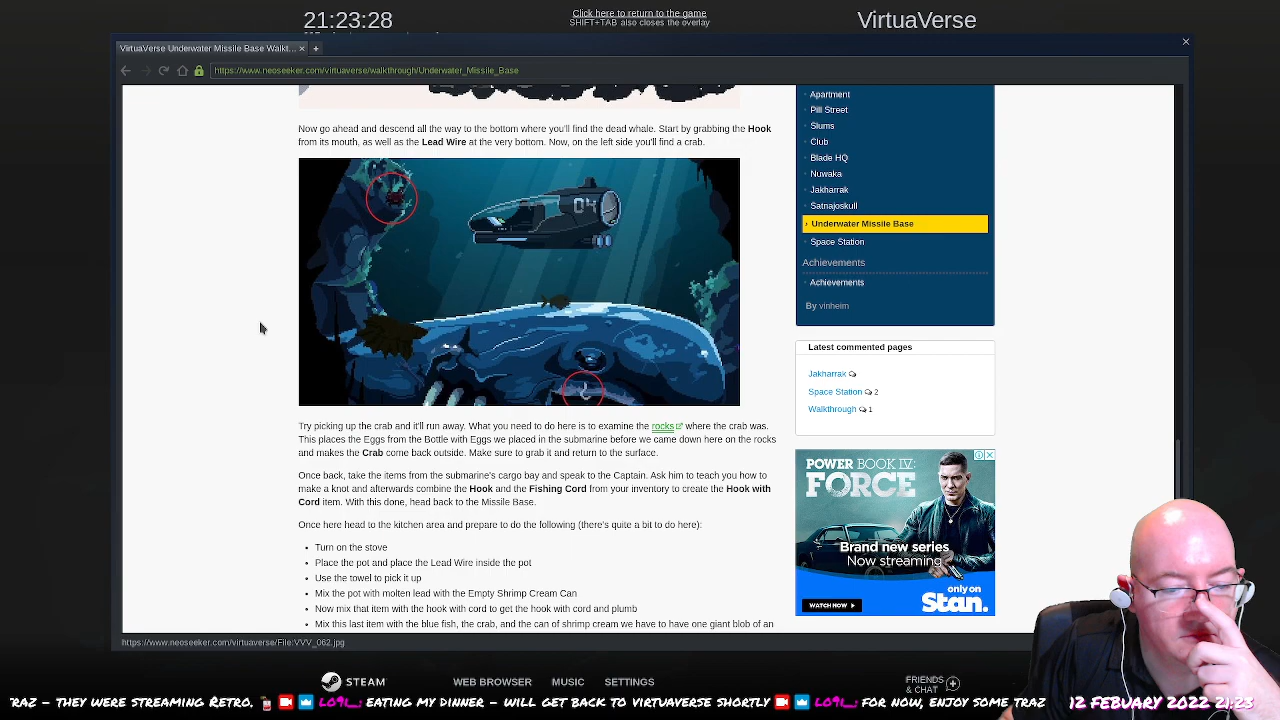 21:23:28
Click here to return to the game
SHIFT+TAB also closes the overlay
VirtuaVerse
VirtuaVerse Underwater Missile Base Walkt...
https://www.neoseeker.com/virtuaverse/walkthrough/Underwater_Missile_Base
Now go ahead and descend all the way to the bottom where you'll find the dead whale. Start by grabbing the Hook
from its mouth, as well as the Lead Wire at the very bottom. Now, on the left side you'll find a crab.
04
Try picking up the crab and it'll run away. What you need to do here is to examine the rocks where the crab was.
This places the Eggs from the Bottle with Eggs we placed in the submarine before we came down here on the rocks
and makes the Crab come back outside. Make sure to grab it and return to the surface.
Once back, take the items from the submarine's cargo bay and speak to the Captain. Ask him to teach you how to
make a knot and afterwards combine the Hook and the Fishing Cord from your inventory to create the Hook with
Cord item. With this done, head back to the Missile Base.
Once here head to the kitchen area and prepare to do the following (there's quite a bit to do here):
Turn on the stove
Place the pot and place the Lead Wire inside the pot
Use the towel to pick it up
Mix the pot with molten lead with the Empty Shrimp Cream Can
Now mix that item with the hook with cord to get the hook with cord and plumb
Mix this last item with the blue fish, the crab, and the can of shrimp cream we have to have one giant blob of an
Apartment
Pill Street
Slums
Club
Blade HQ
Nuwaka
Jakharrak
Satnajoskull
Underwater Missile Base
Space Station
Achievements
Achievements
By vinheim
Latest commented pages
Jakharrak
Space Station 2
Walkthrough 1
POWER BOOK IV:
FORCE
Brand new series
Now streaming
WATCH NOW
only on
Stan.
https://www.neoseeker.com/virtuaverse/File:VVV_062.jpg
STEAM
WEB BROWSER
MUSIC
SETTINGS
FRIENDS
& CHAT
RAZ - THEY WERE STREAMING RETRO. LO9I_: EATING MY DINNER - WILL GET BACK TO VIRTUAVERSE SHORTLY LO9I_: FOR NOW, ENJOY SOME TRAZ
12 FEBUARY 2022 21:23